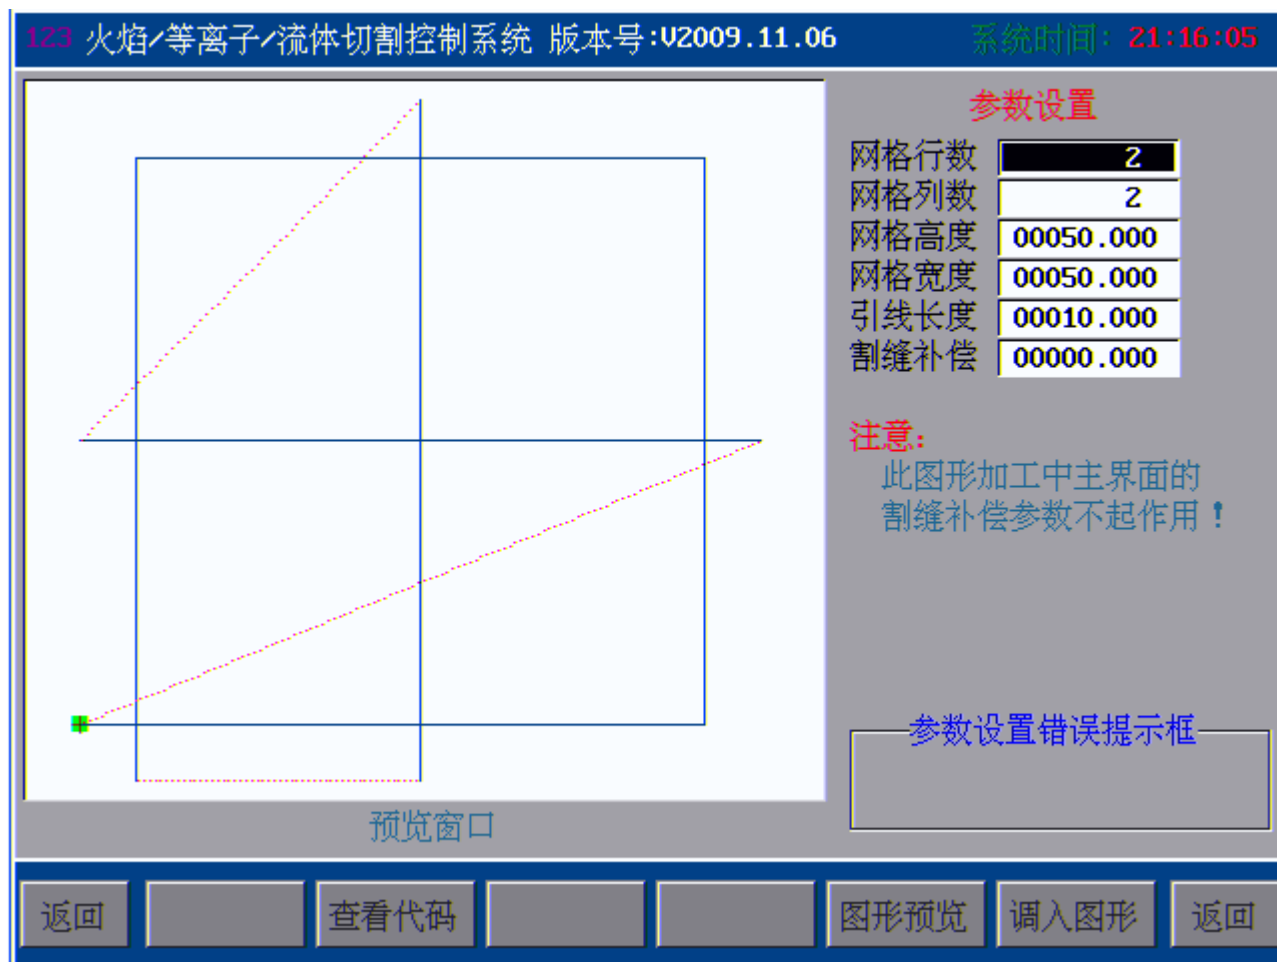 123 火焰/等离子/流体切割控制系统 版本号:V2009.11.06 系统时间: 21:16:05
参数设置
网格行数 2
网格列数 2
网格高度 00050.000
网格宽度 00050.000
引线长度 00010.000
割缝补偿 00000.000
注意:
此图形加工中主界面的
割缝补偿参数不起作用!
参数设置错误提示框
预览窗口
返回 查看代码 图形预览 调入图形 返回